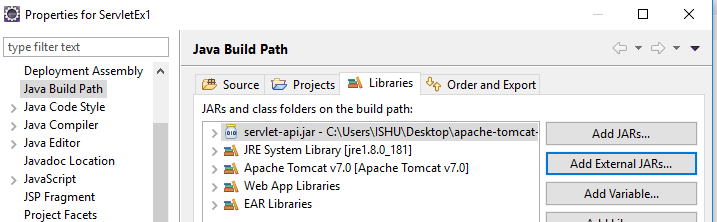 Properties for ServletEx1
type filter text
Deployment Assembly
Java Build Path
Java Code Style
Java Compiler
Java Editor
Javadoc Location
JavaScript
JSP Fragment
Project Facets
Java Build Path
Source Projects Libraries Order and Export
JARs and class folders on the build path:
servlet-api.jar - C:\Users\ISHU\Desktop\apache-tomcat-
JRE System Library [jre1.8.0_181]
Apache Tomcat v7.0 [Apache Tomcat v7.0]
Web App Libraries
EAR Libraries
Add JARs...
Add External JARs...
Add Variable...